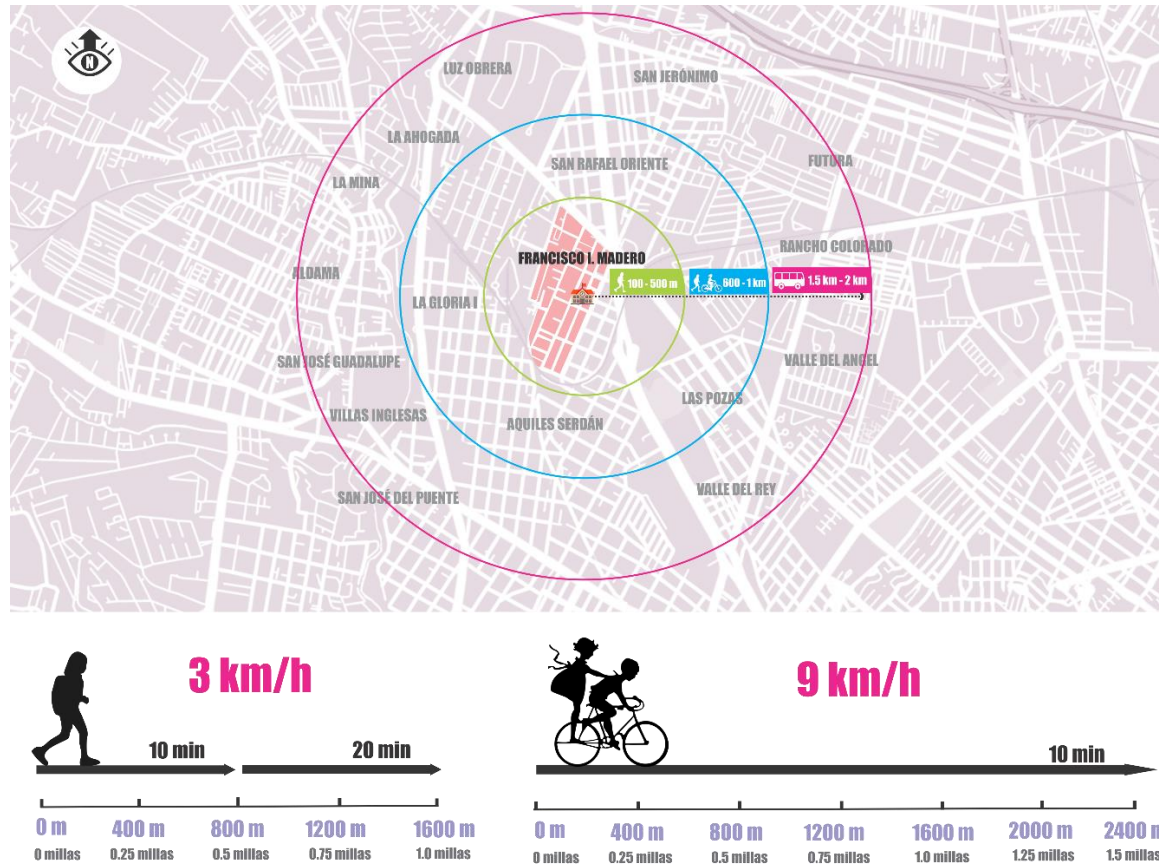 N
LUZ OBRERA
SAN JERÓNIMO
LA AHOGADA
SAN RAFAEL ORIENTE
FUTURA
LA MINA
RANCHO COLORADO
FRANCISCO I. MADERO
ALDAMA
100 - 500 m
600 - 1 km
1.5 km - 2 km
LA GLORIA I
SAN JOSÉ GUADALUPE
VALLE DEL ANGEL
LAS POZAS
VILLAS INGLESAS
AQUILES SERDÁN
VALLE DEL REY
SAN JOSÉ DEL PUENTE
3 km/h
10 min
20 min
0 m 400 m 800 m 1200 m 1600 m
0 millas 0.25 millas 0.5 millas 0.75 millas 1.0 millas
9 km/h
10 min
0 m 400 m 800 m 1200 m 1600 m 2000 m 2400 m
0 millas 0.25 millas 0.5 millas 0.75 millas 1.0 millas 1.25 millas 1.5 millas